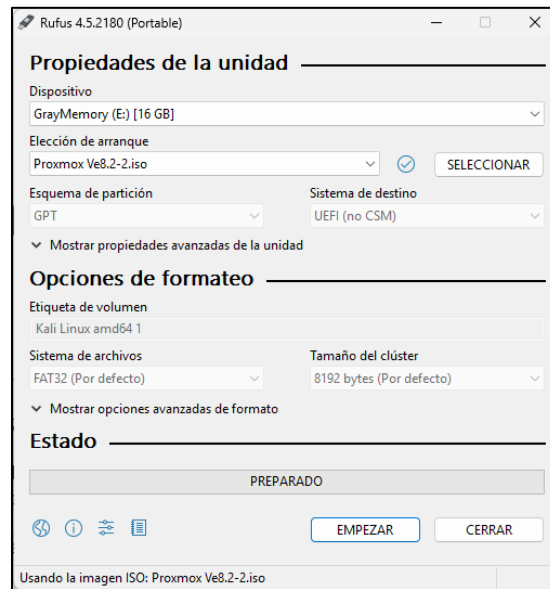 Rufus 4.5.2180 (Portable)
Propiedades de la unidad
Dispositivo
GrayMemory (E:) [16 GB]
Elección de arranque
Proxmox Ve8.2-2.iso
SELECCIONAR
Esquema de partición
Sistema de destino
GPT
UEFI (no CSM)
Mostrar propiedades avanzadas de la unidad
Opciones de formateo
Etiqueta de volumen
Kali Linux amd64 1
Sistema de archivos
Tamaño del clúster
FAT32 (Por defecto)
8192 bytes (Por defecto)
Mostrar opciones avanzadas de formato
Estado
PREPARADO
EMPEZAR
CERRAR
Usando la imagen ISO: Proxmox Ve8.2-2.iso